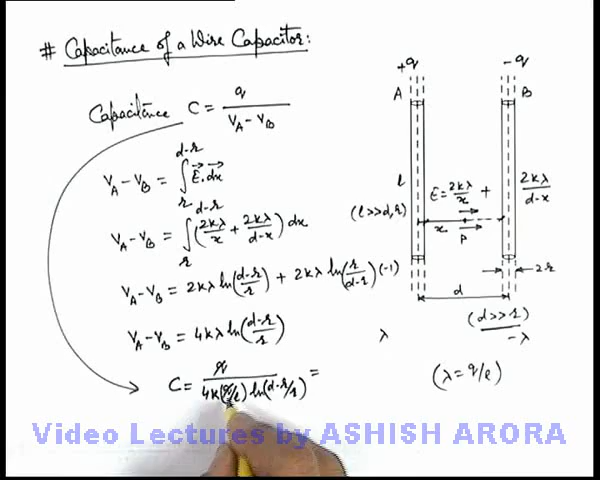 # Capacitance of a Wire Capacitor:
Capacitance C = q / (V_A - V_B)
V_A - V_B = ∫_r^{d-r} E⃗.dx⃗
V_A - V_B = ∫_r^{d-r} (2Kλ/x + 2Kλ/(d-x)) dx
V_A - V_B = 2Kλ ln((d-r)/r) + 2Kλ ln(r/(d-r)) (-1)
V_A - V_B = 4Kλ ln((d-r)/r)
C = q / (4K(q/l) ln(d-r/r)) =
+q -q
A B
l
(l>>d,r)
E = 2Kλ/x + 2Kλ/(d-x)
x P
2r
d
(d>>r)
λ -λ
(λ = q/l)
Video Lectures by ASHISH ARORA